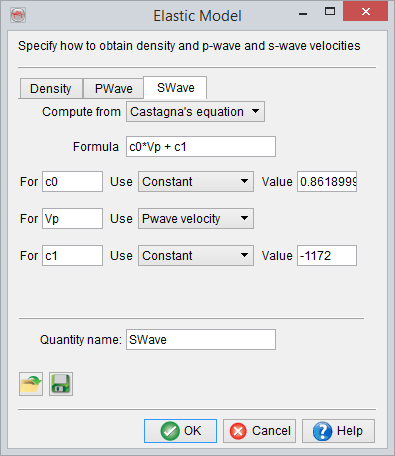 Elastic Model
Specify how to obtain density and p-wave and s-wave velocities
Density PWave SWave
Compute from Castagna's equation
Formula c0*Vp + c1
For c0 Use Constant Value 0.8618999
For Vp Use Pwave velocity
For c1 Use Constant Value -1172
Quantity name: SWave
OK Cancel Help